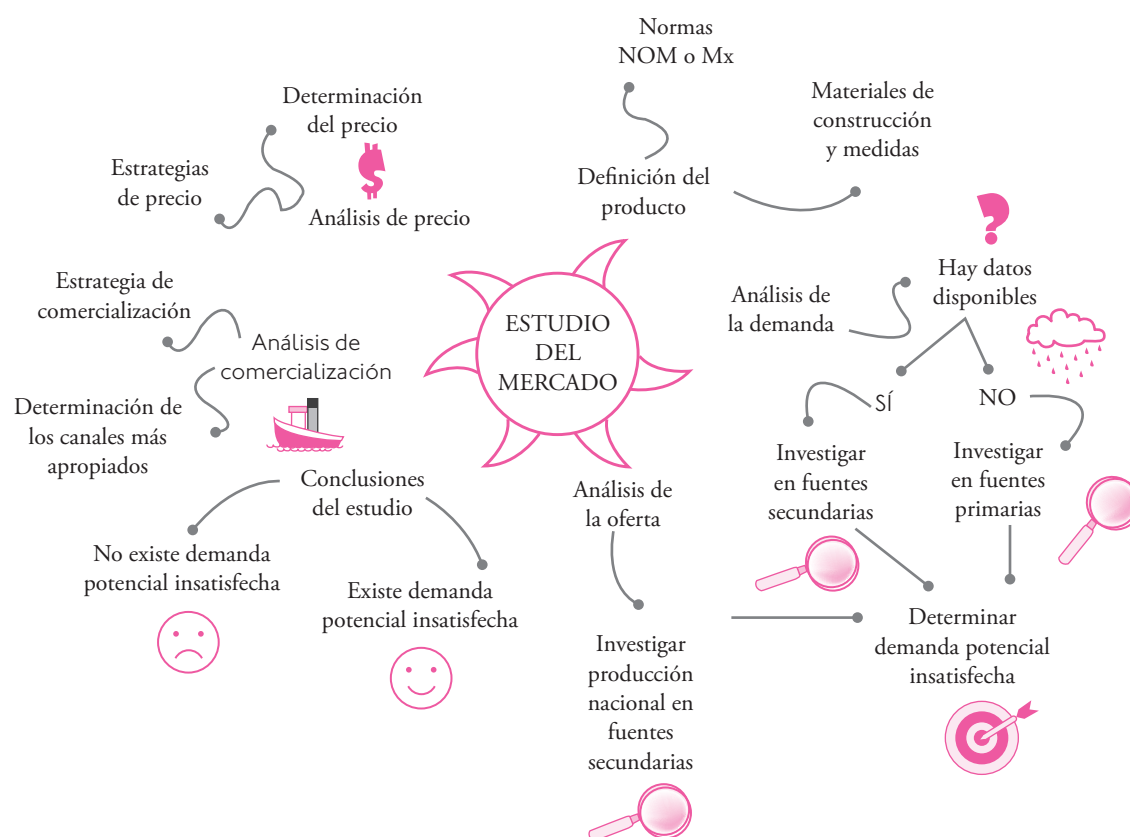 ESTUDIO
DEL
MERCADO
Normas
NOM o Mx
Materiales de
construcción
y medidas
Definición del
producto
Hay datos
disponibles
Análisis de
la demanda
SÍ
NO
Investigar
en fuentes
secundarias
Investigar
en fuentes
primarias
Determinar
demanda potencial
insatisfecha
Análisis de
la oferta
Investigar
producción
nacional en
fuentes
secundarias
Conclusiones
del estudio
No existe demanda
potencial insatisfecha
Existe demanda
potencial insatisfecha
Estrategia de
comercialización
Análisis de
comercialización
Determinación de
los canales más
apropiados
Determinación
del precio
Estrategias
de precio
Análisis de precio